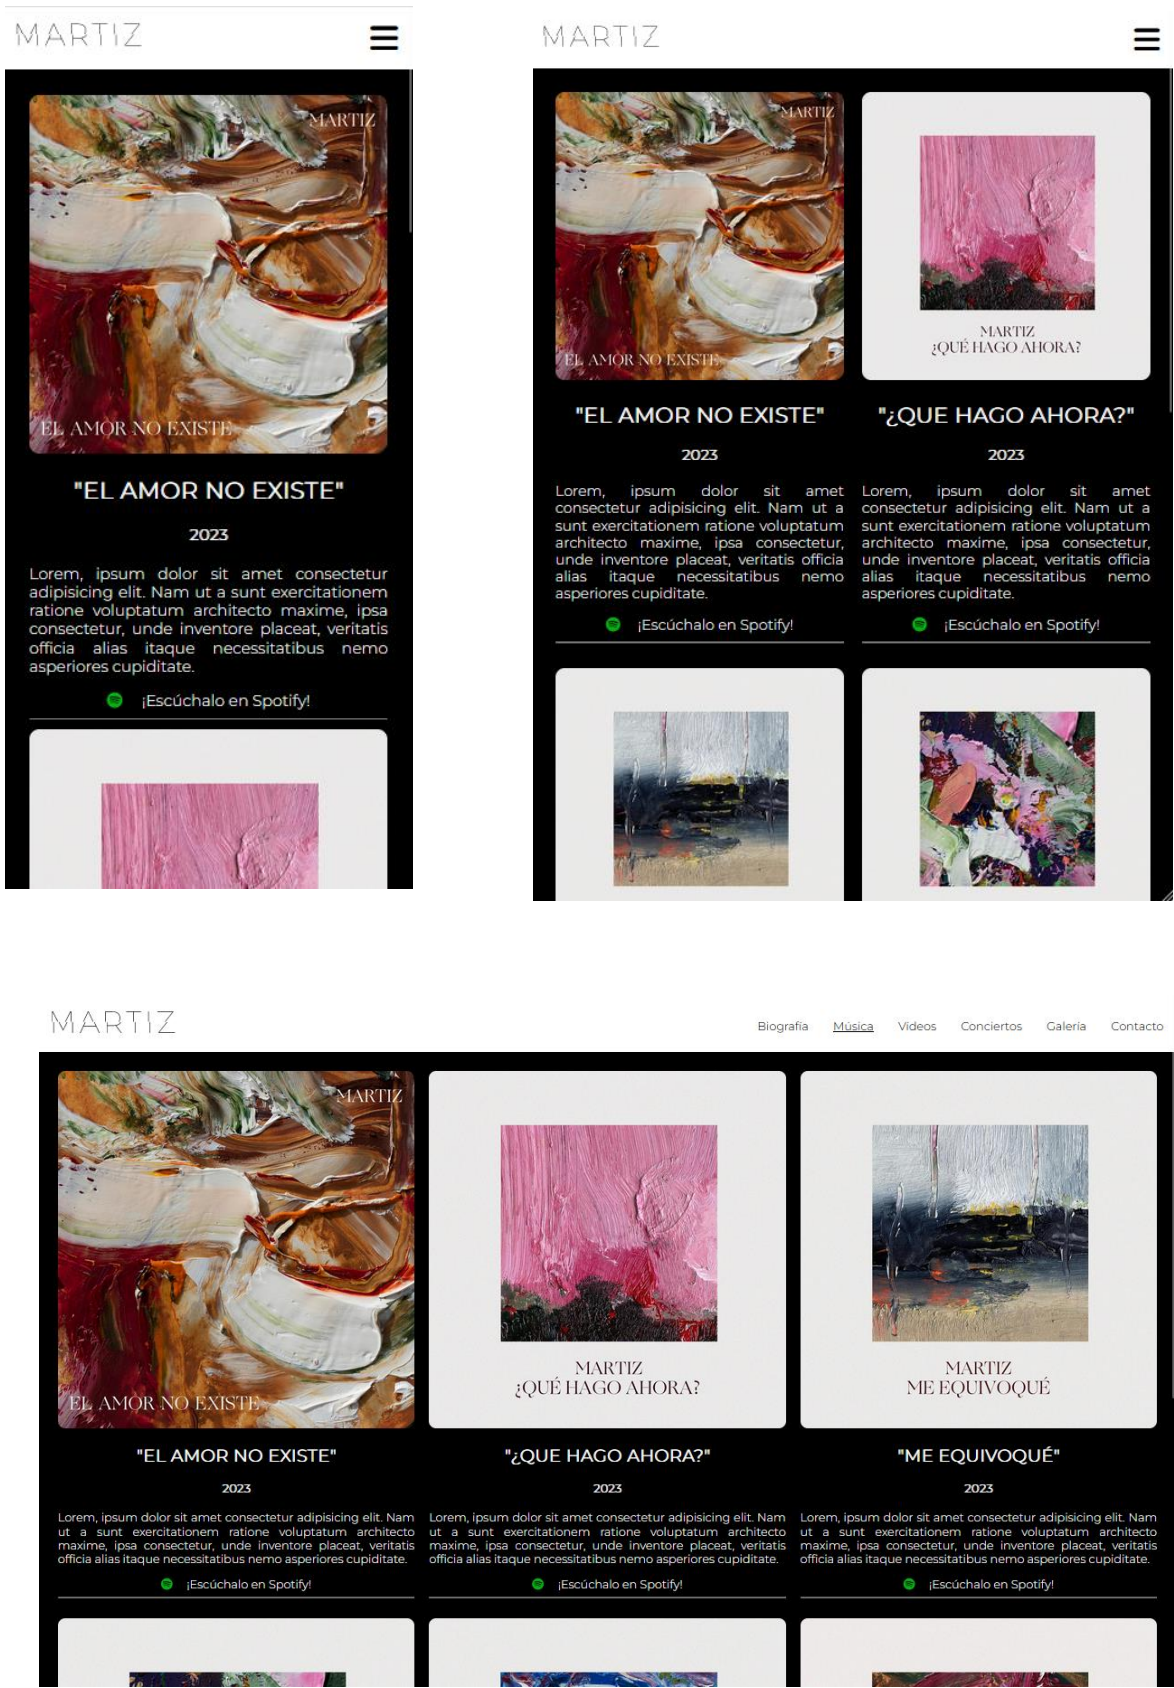 MARTIZ
MARTIZ
EL AMOR NO EXISTE
"EL AMOR NO EXISTE"
2023
Lorem, ipsum dolor sit amet consectetur
adipisicing elit. Nam ut a sunt exercitationem
ratione voluptatum architecto maxime, ipsa
consectetur, unde inventore placeat, veritatis
officia alias itaque necessitatibus nemo
asperiores cupiditate.
¡Escúchalo en Spotify!
MARTIZ
MARTIZ
EL AMOR NO EXISTE
MARTIZ
¿QUÉ HAGO AHORA?
"EL AMOR NO EXISTE"
2023
Lorem, ipsum dolor sit amet
consectetur adipisicing elit. Nam ut a
sunt exercitationem ratione voluptatum
architecto maxime, ipsa consectetur,
unde inventore placeat, veritatis officia
alias itaque necessitatibus nemo
asperiores cupiditate.
¡Escúchalo en Spotify!
"¿QUE HAGO AHORA?"
2023
Lorem, ipsum dolor sit amet
consectetur adipisicing elit. Nam ut a
sunt exercitationem ratione voluptatum
architecto maxime, ipsa consectetur,
unde inventore placeat, veritatis officia
alias itaque necessitatibus nemo
asperiores cupiditate.
¡Escúchalo en Spotify!
MARTIZ
Biografía Música Vídeos Conciertos Galería Contacto
MARTIZ
EL AMOR NO EXISTE
MARTIZ
¿QUÉ HAGO AHORA?
MARTIZ
ME EQUIVOQUÉ
"EL AMOR NO EXISTE"
2023
Lorem, ipsum dolor sit amet consectetur adipisicing elit. Nam
ut a sunt exercitationem ratione voluptatum architecto
maxime, ipsa consectetur, unde inventore placeat, veritatis
officia alias itaque necessitatibus nemo asperiores cupiditate.
¡Escúchalo en Spotify!
"¿QUE HAGO AHORA?"
2023
Lorem, ipsum dolor sit amet consectetur adipisicing elit. Nam
ut a sunt exercitationem ratione voluptatum architecto
maxime, ipsa consectetur, unde inventore placeat, veritatis
officia alias itaque necessitatibus nemo asperiores cupiditate.
¡Escúchalo en Spotify!
"ME EQUIVOQUÉ"
2023
Lorem, ipsum dolor sit amet consectetur adipisicing elit. Nam
ut a sunt exercitationem ratione voluptatum architecto
maxime, ipsa consectetur, unde inventore placeat, veritatis
officia alias itaque necessitatibus nemo asperiores cupiditate.
¡Escúchalo en Spotify!